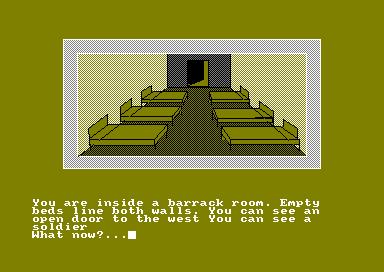 You are inside a barrack room. Empty
beds line both walls. You can see an
open door to the west You can see a
soldier
What now?...